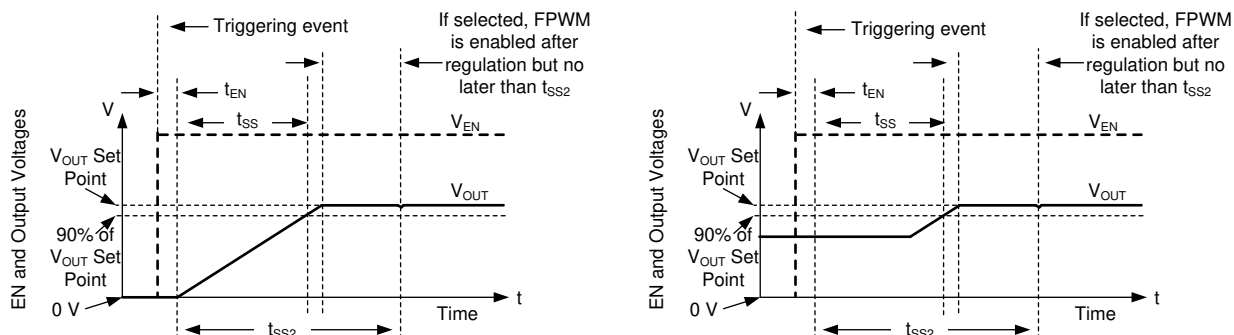 Triggering event
If selected, FPWM
is enabled after
regulation but no
later than tSS2
tEN
V
tSS
VEN
VOUT Set
Point
VOUT
90% of
VOUT Set
Point
0 V
t
Time
tSS2
EN and Output Voltages
Triggering event
If selected, FPWM
is enabled after
regulation but no
later than tSS2
tEN
V
tSS
VEN
VOUT Set
Point
VOUT
90% of
VOUT Set
Point
0 V
t
Time
tSS2
EN and Output Voltages